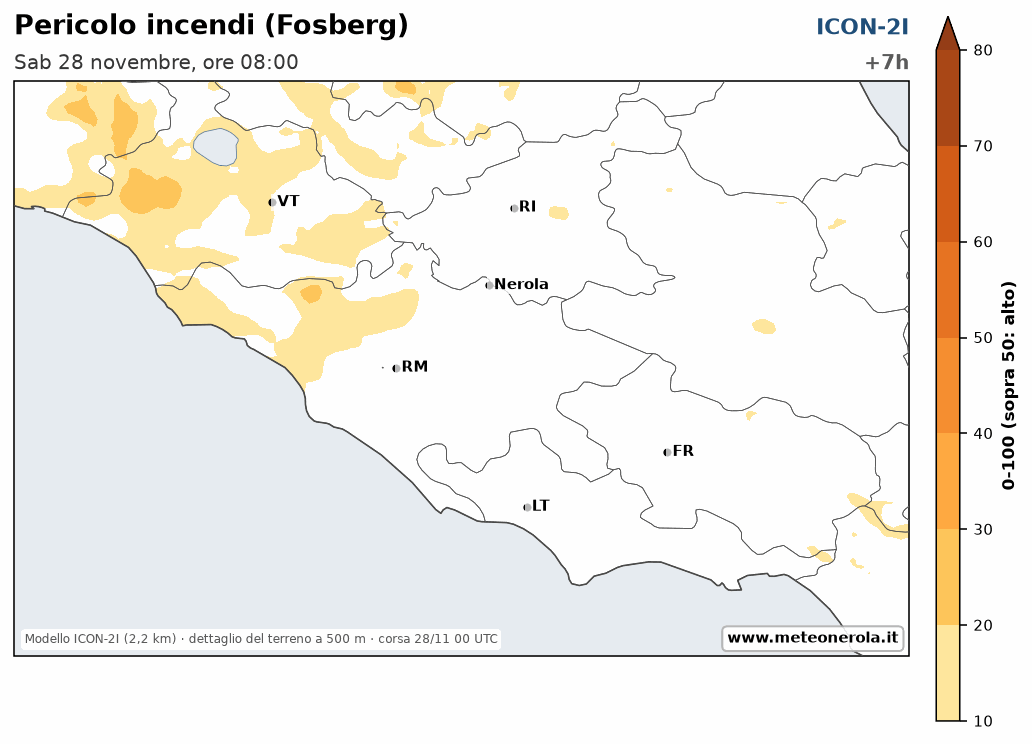 Pericolo incendi (Fosberg)
ICON-2I
Sab 28 novembre, ore 08:00
+7h
80
70
60
50
40
30
20
10
0-100 (sopra 50: alto)
VT
RI
Nerola
RM
FR
LT
Modello ICON-2I (2,2 km) · dettaglio del terreno a 500 m · corsa 28/11 00 UTC
www.meteonerola.it